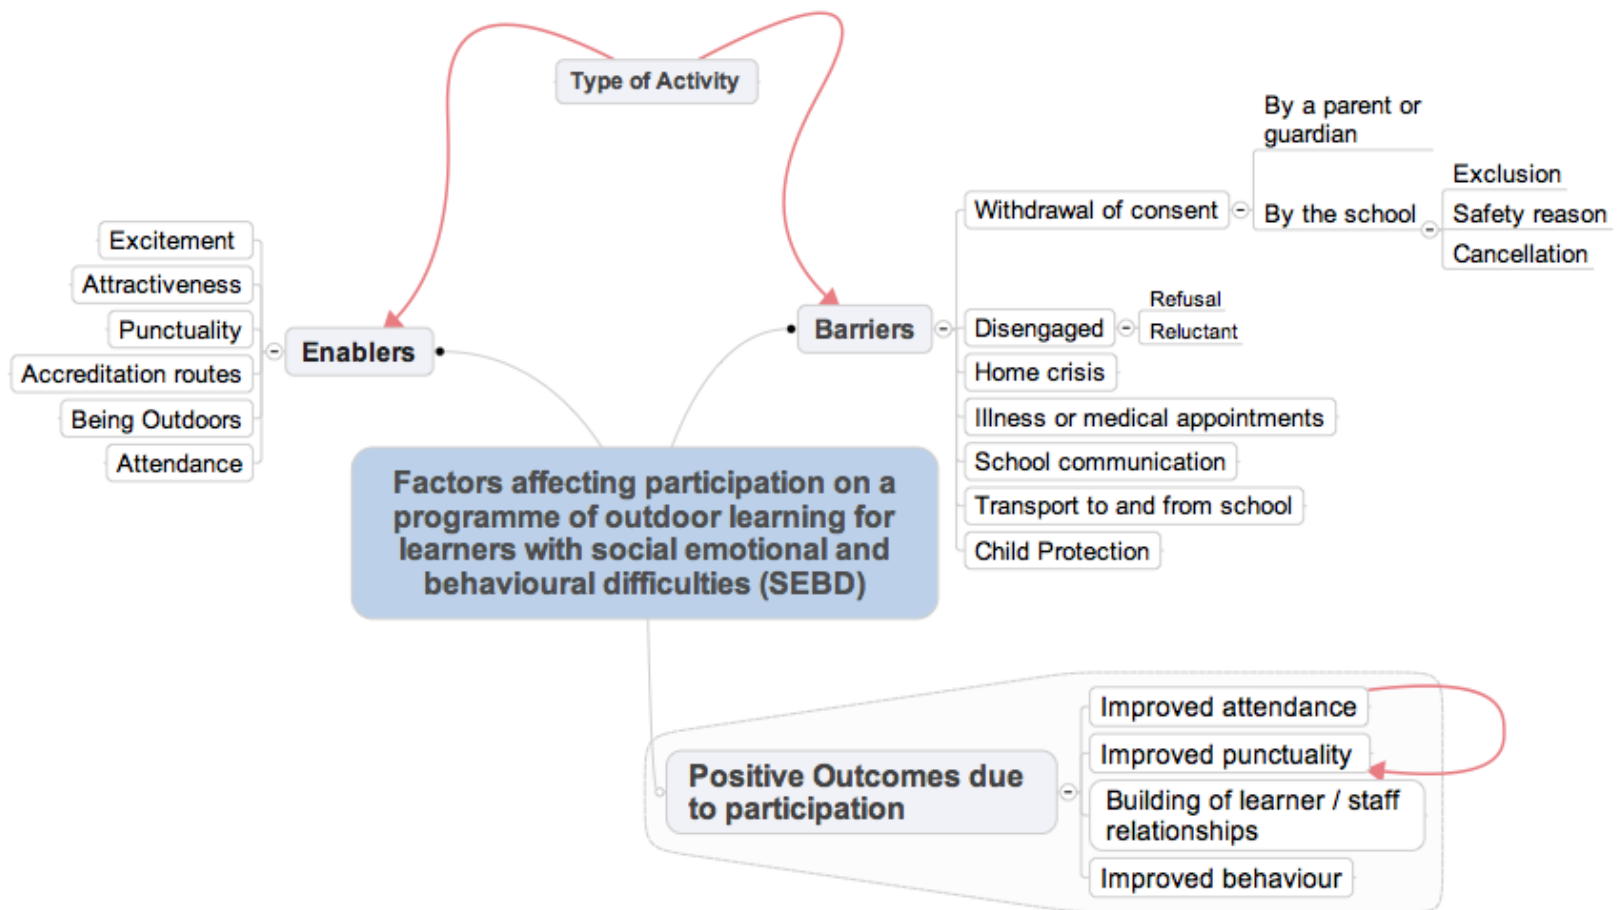 Type of Activity
By a parent or
guardian
Exclusion
Withdrawal of consent
By the school
Safety reason
Cancellation
Excitement
Attractiveness
Punctuality
Accreditation routes
Being Outdoors
Attendance
Enablers
Barriers
Refusal
Disengaged
Reluctant
Home crisis
Illness or medical appointments
School communication
Transport to and from school
Child Protection
Factors affecting participation on a
programme of outdoor learning for
learners with social emotional and
behavioural difficulties (SEBD)
Positive Outcomes due
to participation
Improved attendance
Improved punctuality
Building of learner / staff
relationships
Improved behaviour